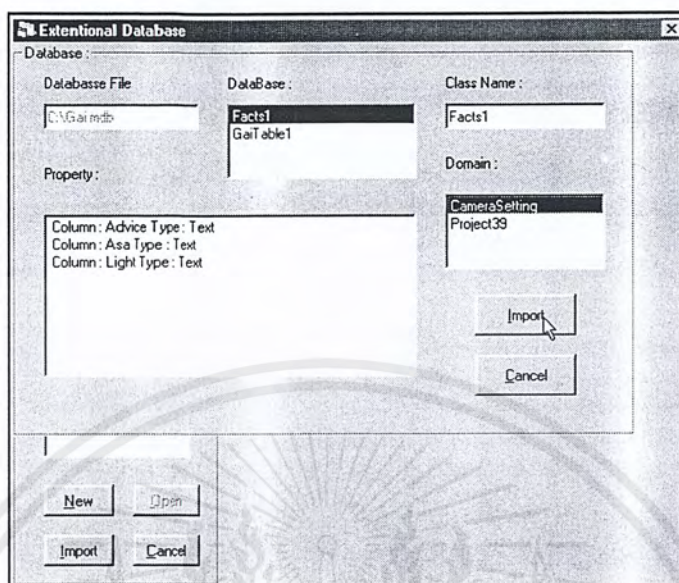 Extentional Database
Database :
Databasse File
DataBase :
Class Name :
C:\Gai.mdb
Facts1
GaiTable1
Facts1
Property :
Domain :
Column : Advice Type : Text
Column : Asa Type : Text
Column : Light Type : Text
CameraSetting
Project39
Import
Cancel
New
Open
Import
Cancel